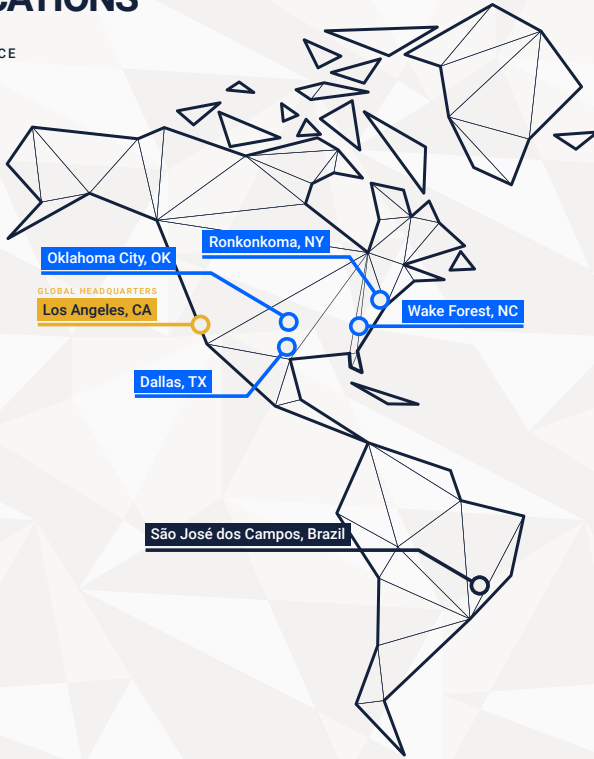 Ronkonkoma, NY
Oklahoma City, OK
GLOBAL HEADQUARTERS
Los Angeles, CA
Wake Forest, NC
Dallas, TX
São José dos Campos, Brazil